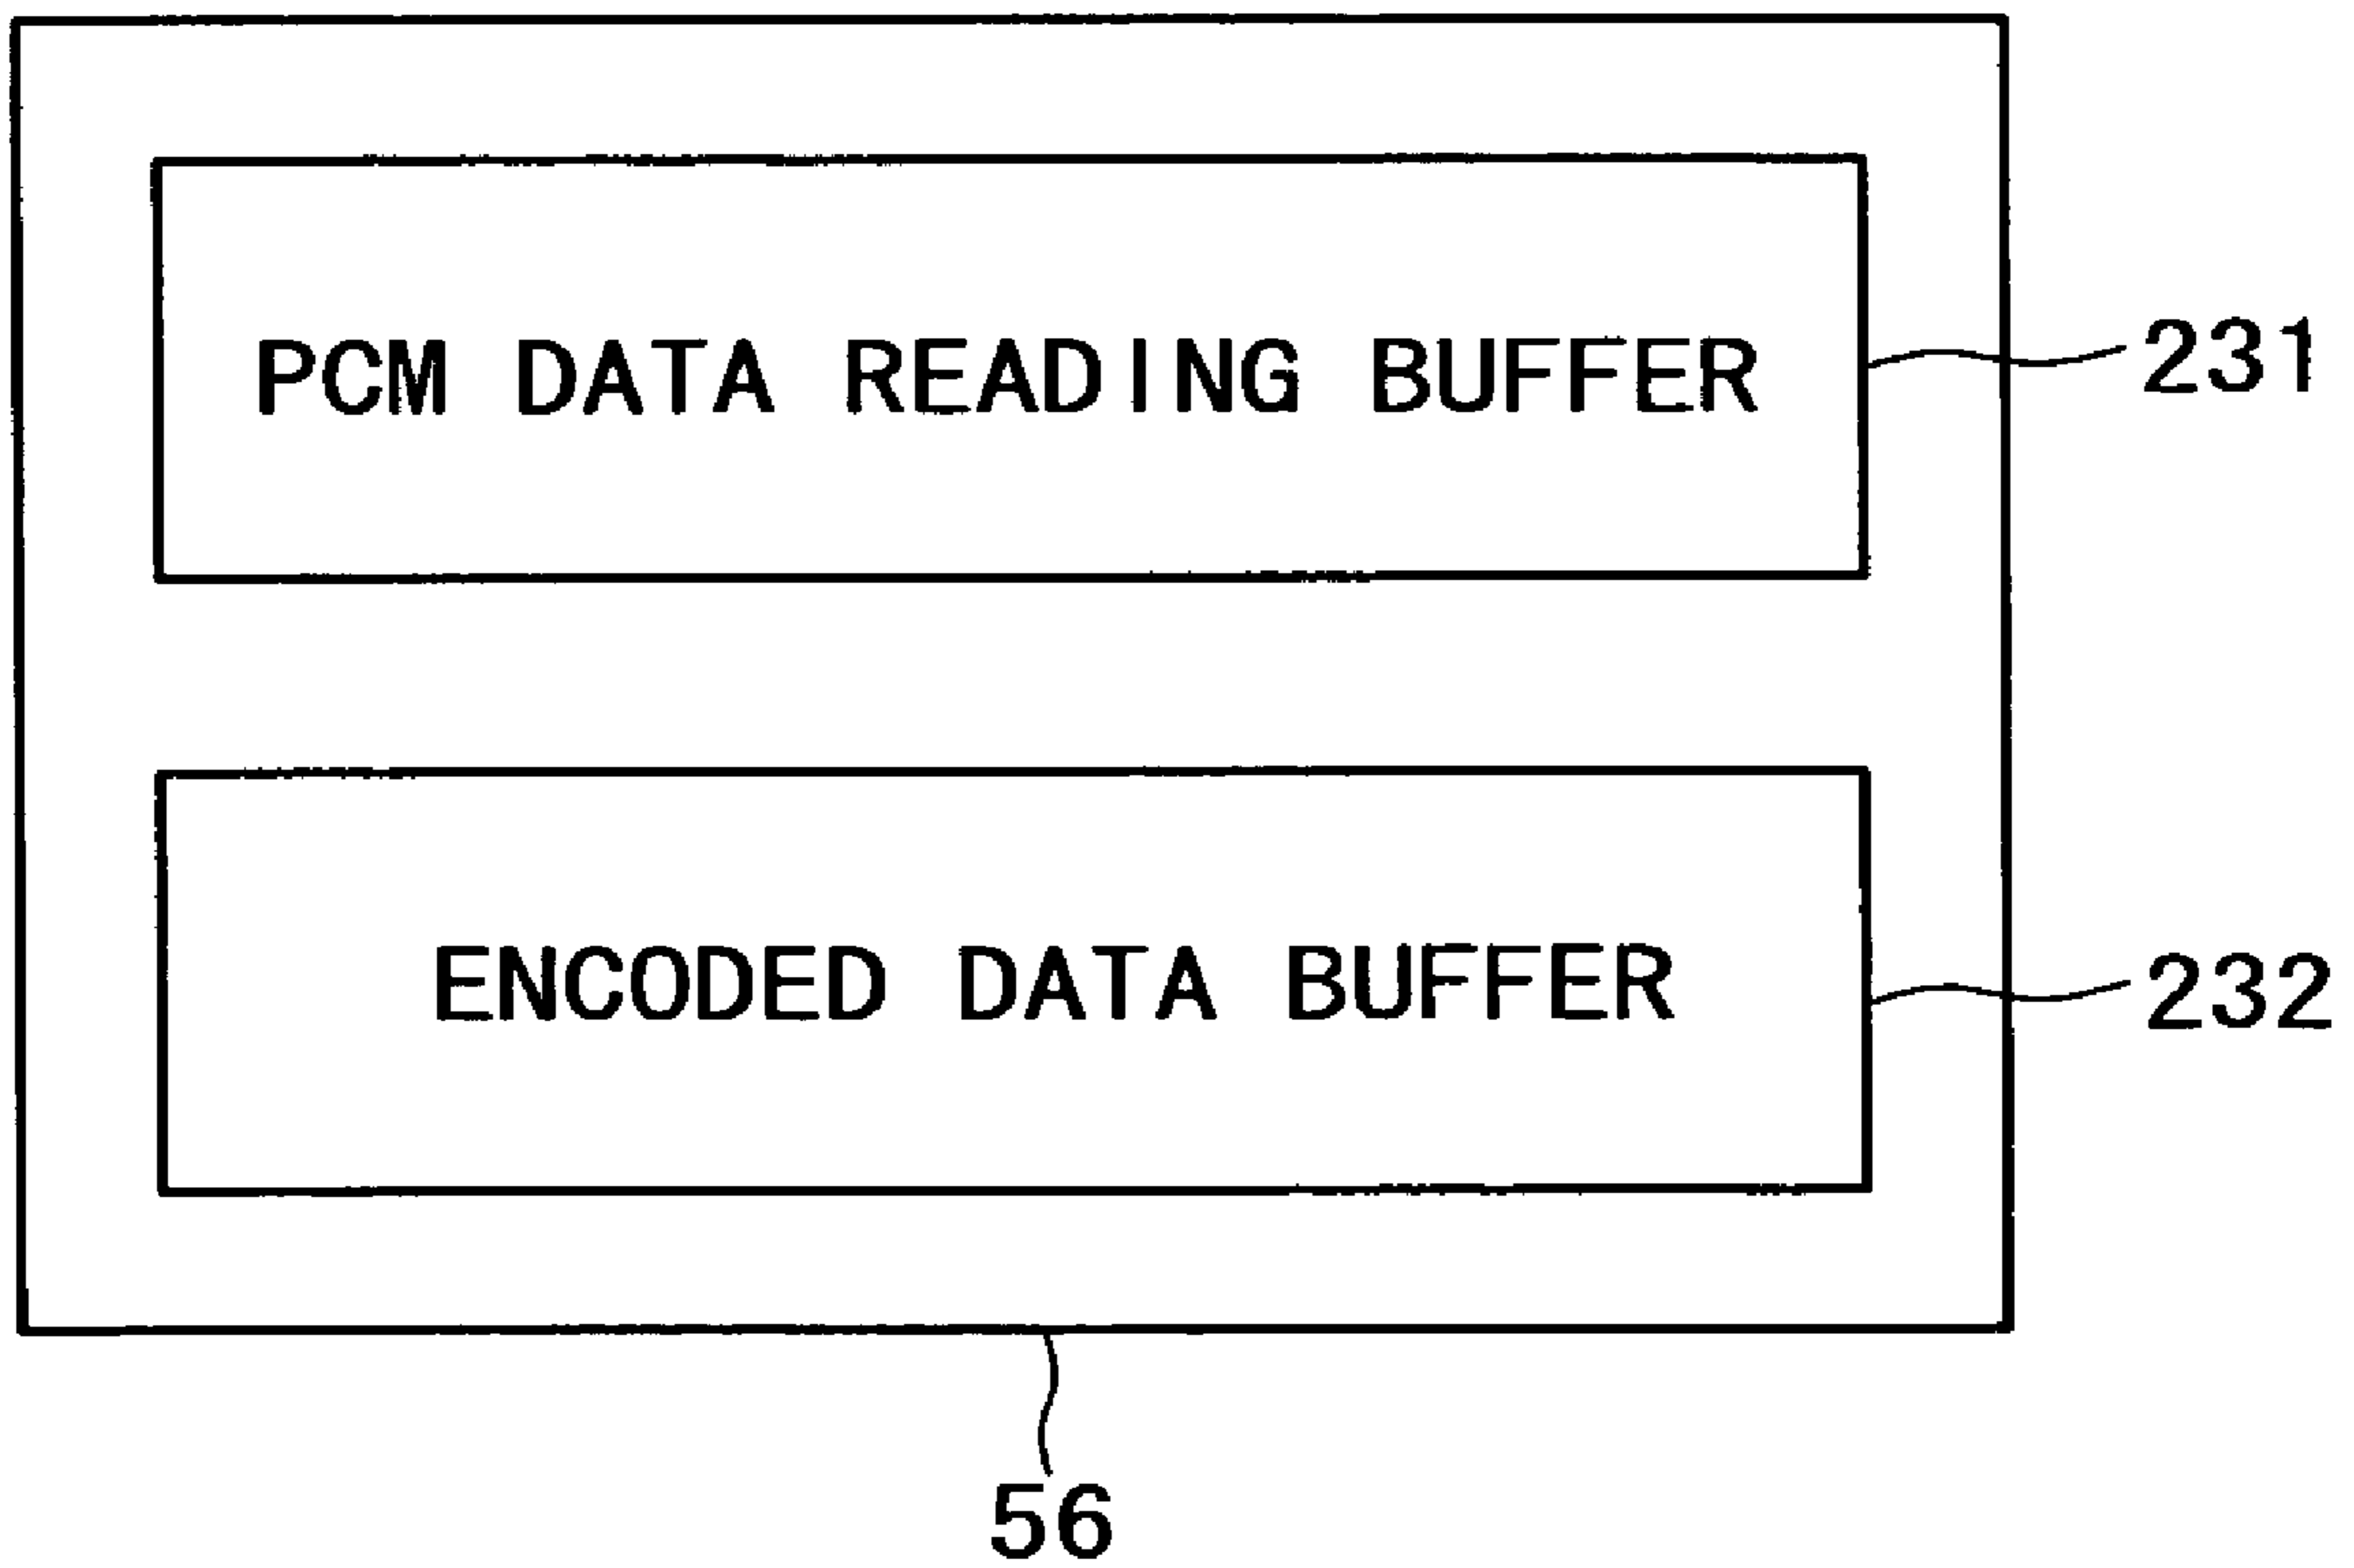 PCM DATA READING BUFFER
231
ENCODED DATA BUFFER
232
56